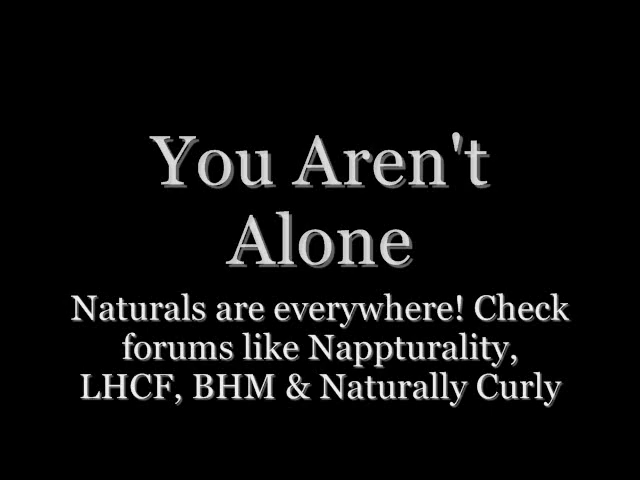 You Aren't
Alone
Naturals are everywhere! Check
forums like Nappturality,
LHCF, BHM & Naturally Curly